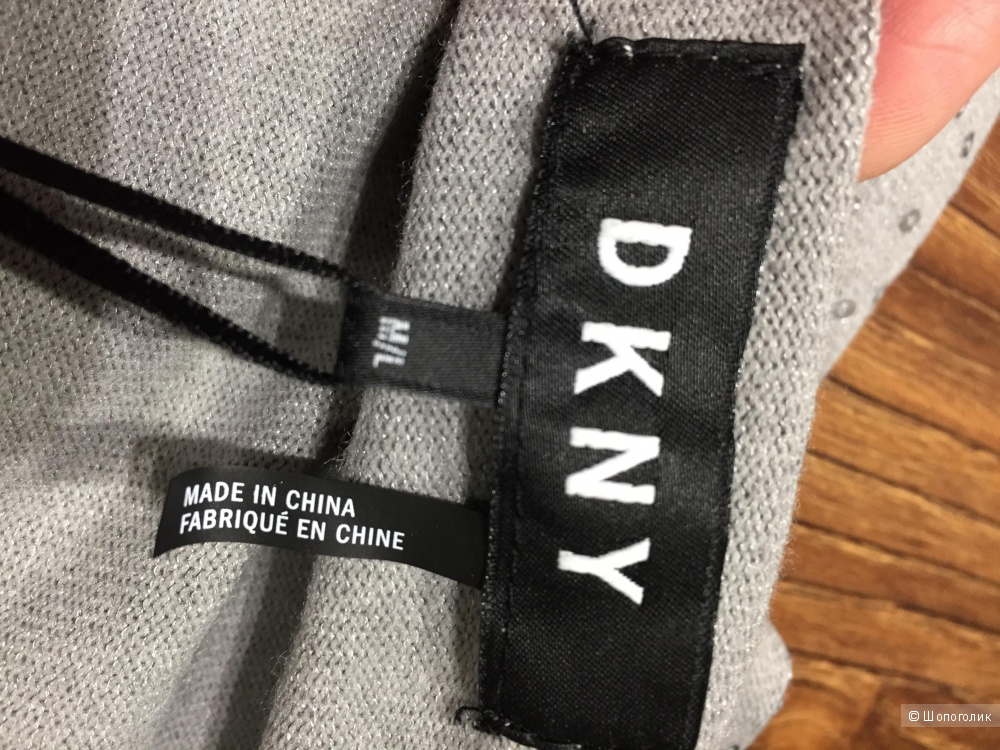 DKNY
M/L
MADE IN CHINA
FABRIQUÉ EN CHINE
© Шопоголик